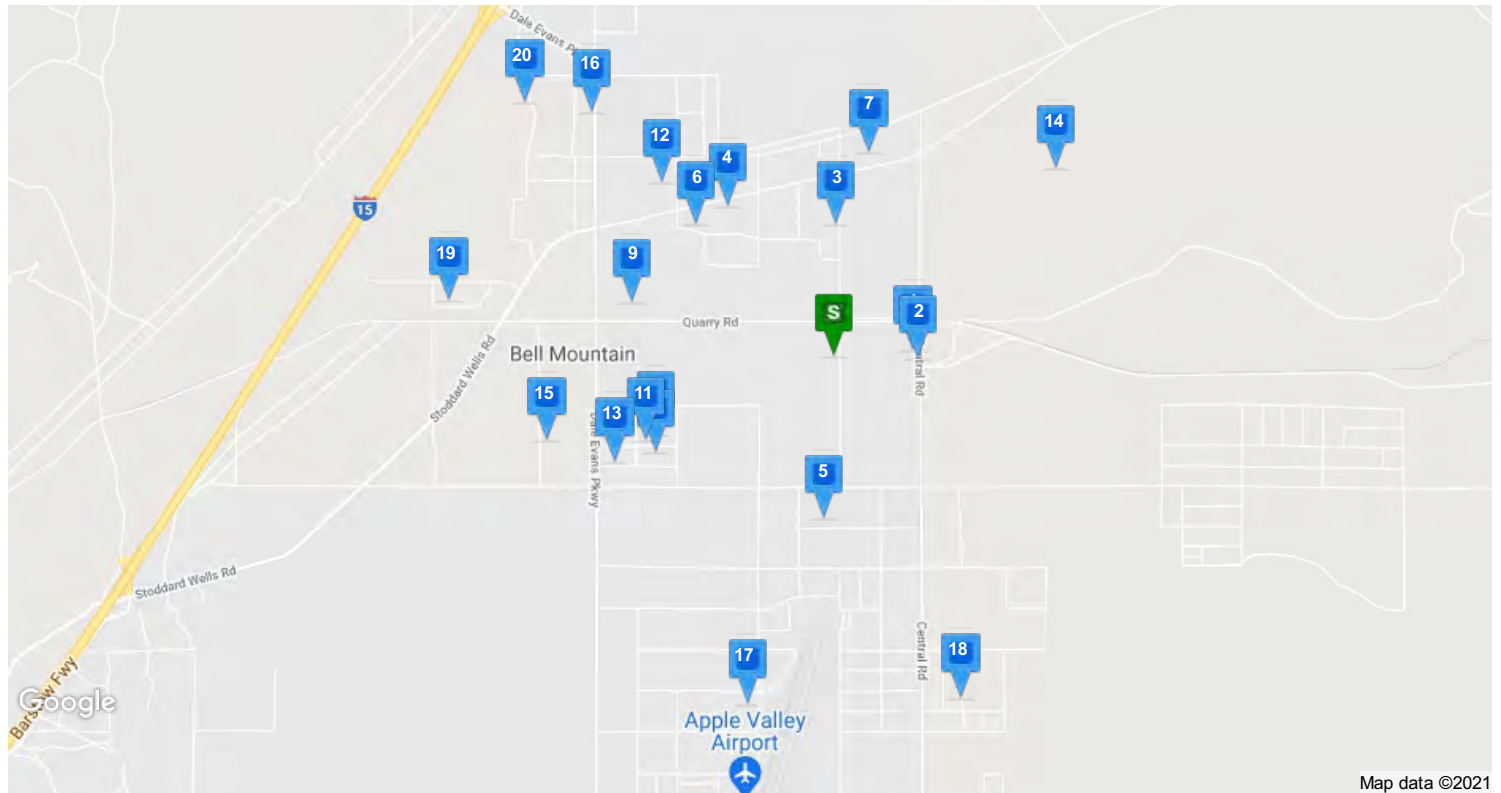 Dale Evans P
20
16
7
14
12
4
6
3
15
19
9
S
2
Quarry Rd
Bell Mountain
Stoddard Wells Rd
Central Rd
15
11
13
Dale Evans Pkwy
5
Stoddard Wells Rd
Central Rd
17
18
Barstow Fwy
Google
Apple Valley
Airport
Map data ©2021